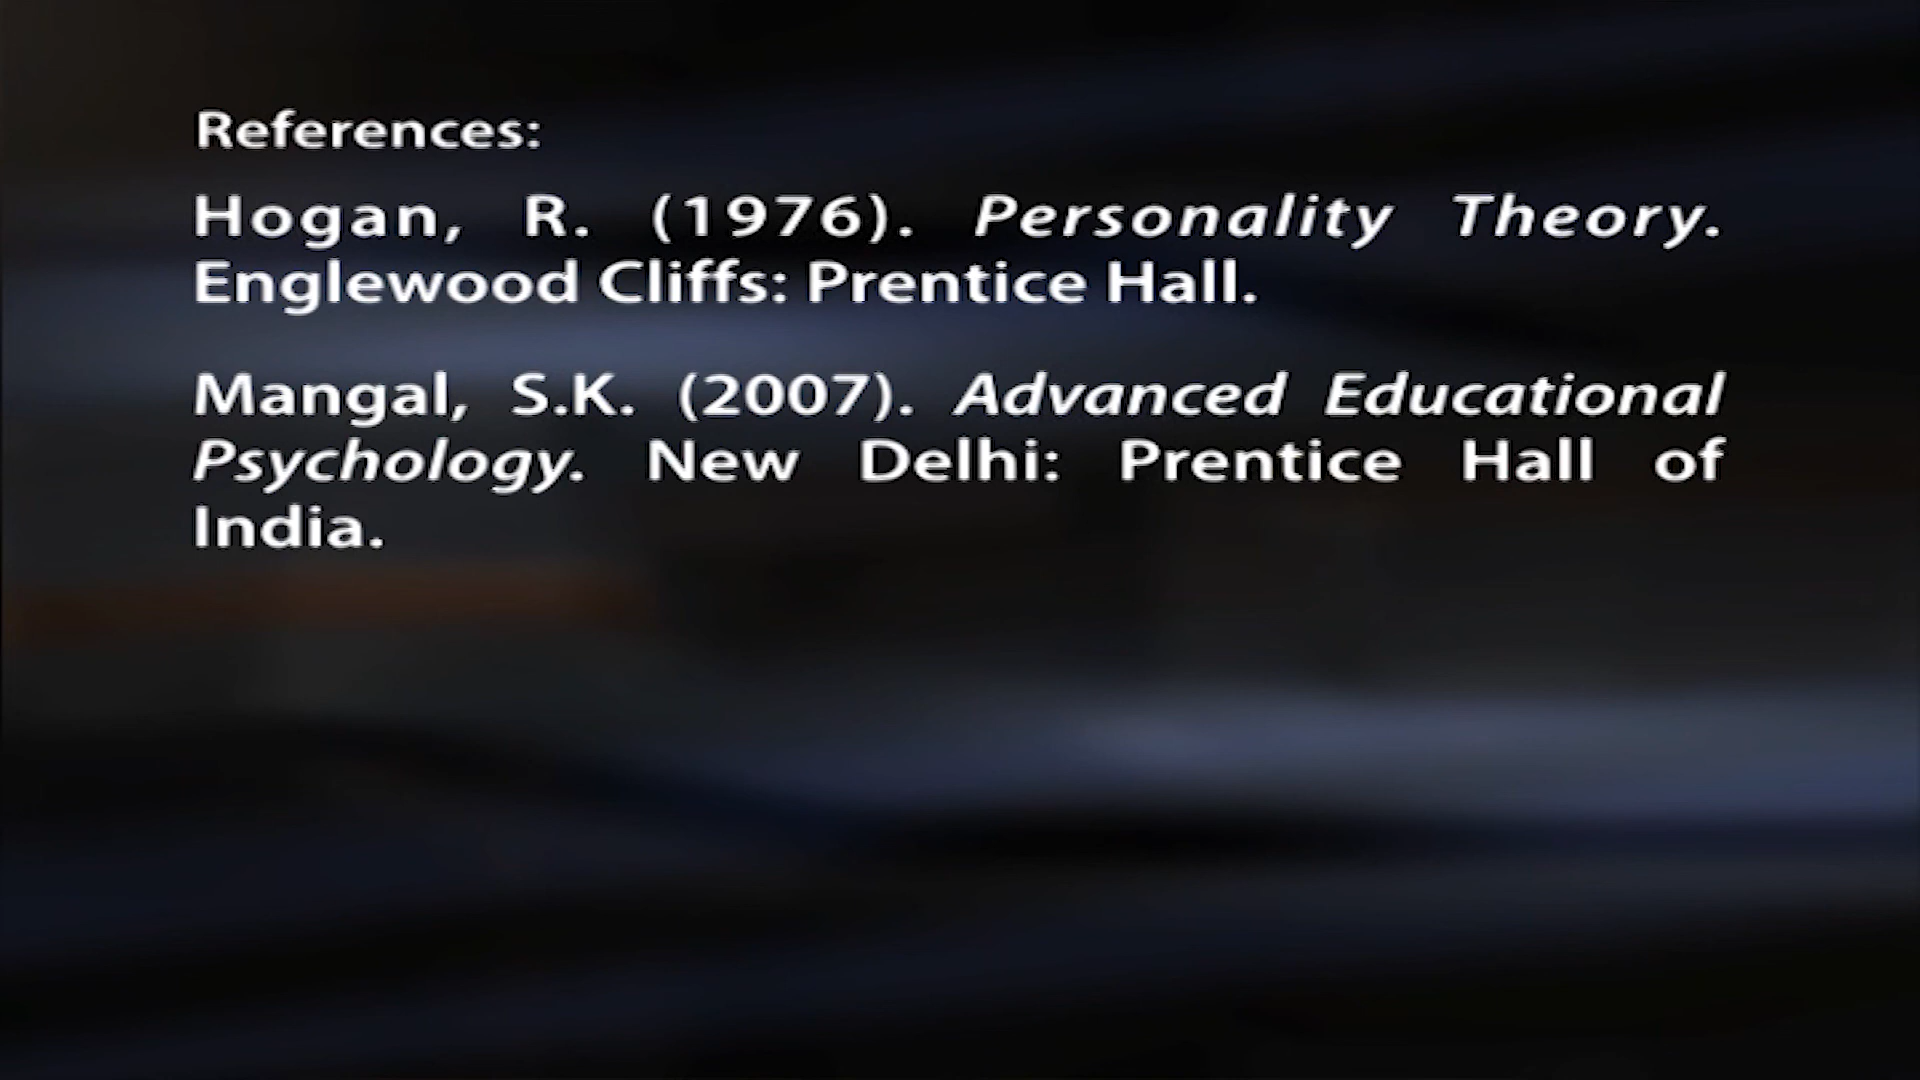 References:
Hogan, R. (1976). Personality Theory.
Englewood Cliffs: Prentice Hall.
Mangal, S.K. (2007). Advanced Educational
Psychology. New Delhi: Prentice Hall of
India.